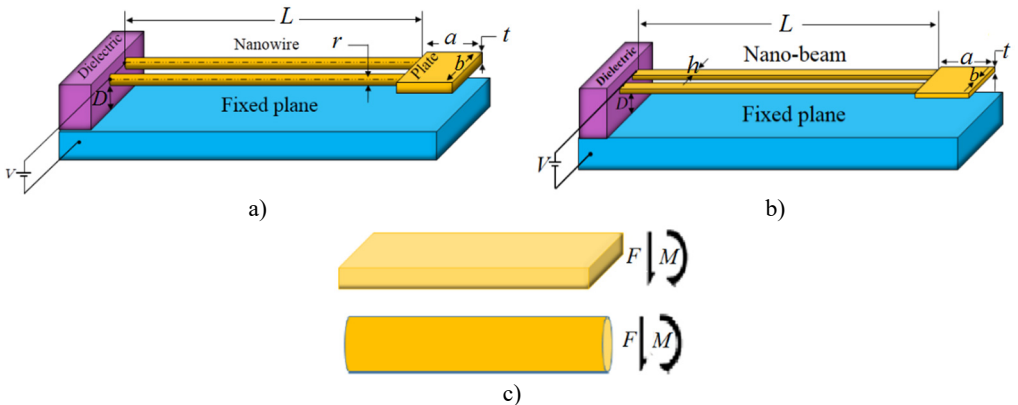 L
a
t
Nanowire
r
Plate
b
Dielectric
D
Fixed plane
V
a)
L
a
t
Nano-beam
h
b
Dielectric
D
Fixed plane
V
b)
F M
F M
c)